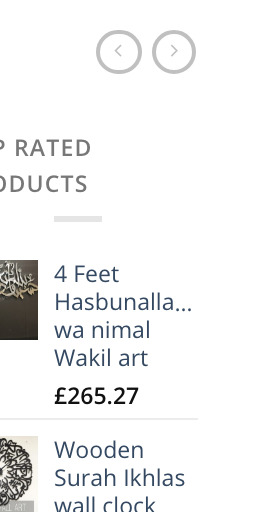 P RATED
ODUCTS
4 Feet
Hasbunalla...
wa nimal
Wakil art
£265.27
Wooden
Surah Ikhlas
wall clock